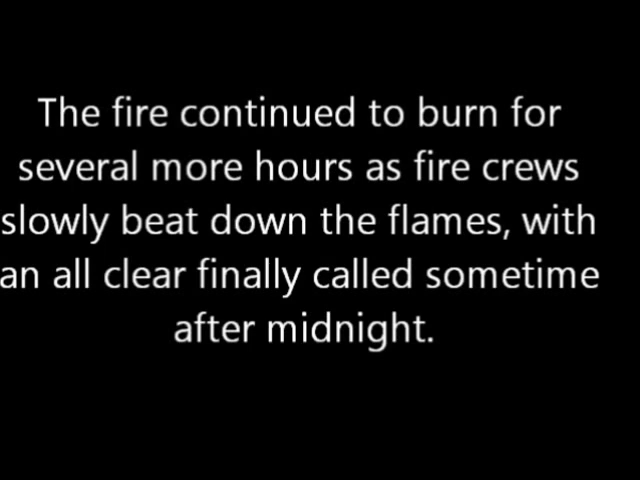 The fire continued to burn for
several more hours as fire crews
slowly beat down the flames, with
an all clear finally called sometime
after midnight.